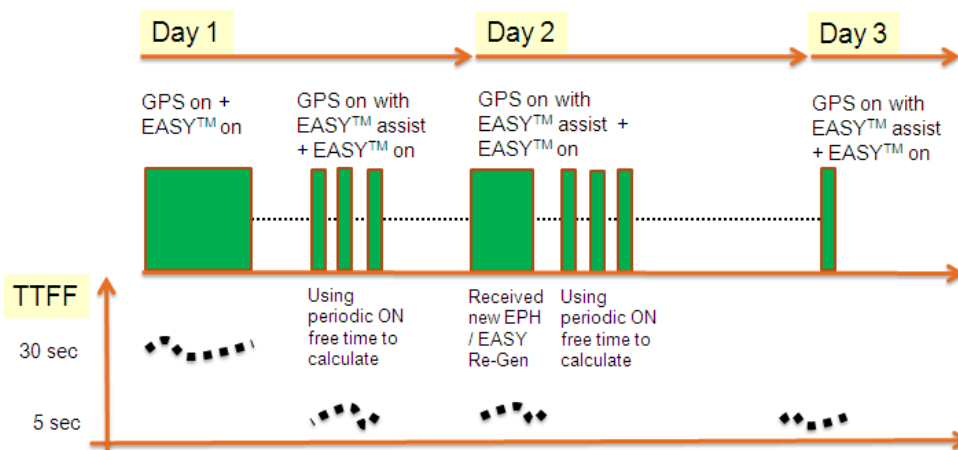 Day 1
Day 2
Day 3
GPS on +
EASY™ on
GPS on with
EASY™ assist
+ EASY™ on
GPS on with
EASY™ assist +
EASY™ on
GPS on with
EASY™ assist
+ EASY™ on
TTFF
30 sec
5 sec
Using
periodic ON
free time to
calculate
Received
new EPH
/ EASY
Re-Gen
Using
periodic ON
free time to
calculate